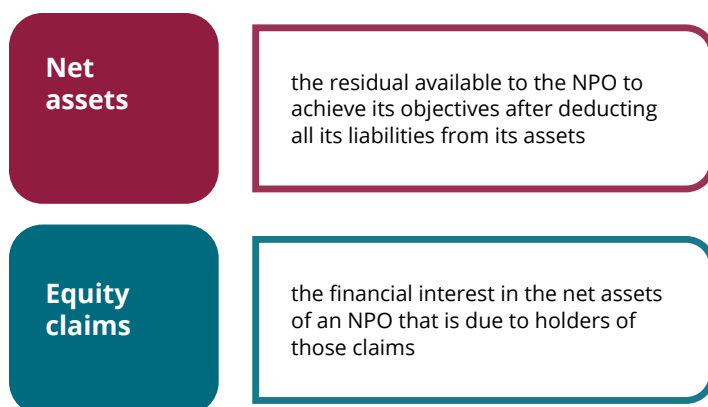 Net
assets
the residual available to the NPO to
achieve its objectives after deducting
all its liabilities from its assets
Equity
claims
the financial interest in the net assets
of an NPO that is due to holders of
those claims